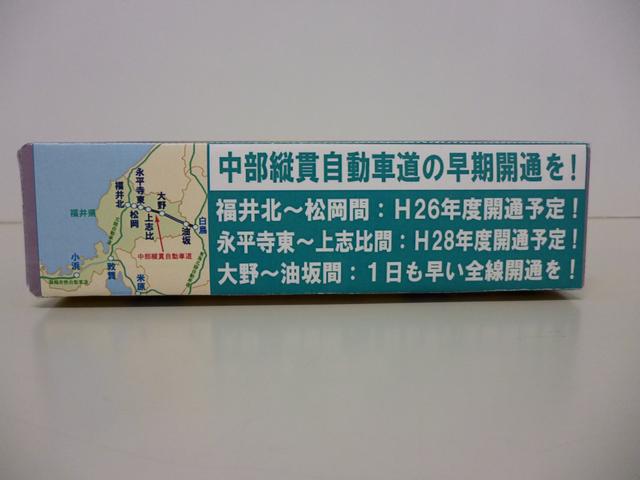 中部縦貫自動車道の早期開通を!
福井北～松岡間:H26年度開通予定!
永平寺東～上志比間:H28年度開通予定!
大野～油坂間:1日も早い全線開通を!
福井県
福井北
松岡
永平寺東
上志比
大野
油坂
白鳥
中部縦貫自動車道
小浜
敦賀
米原